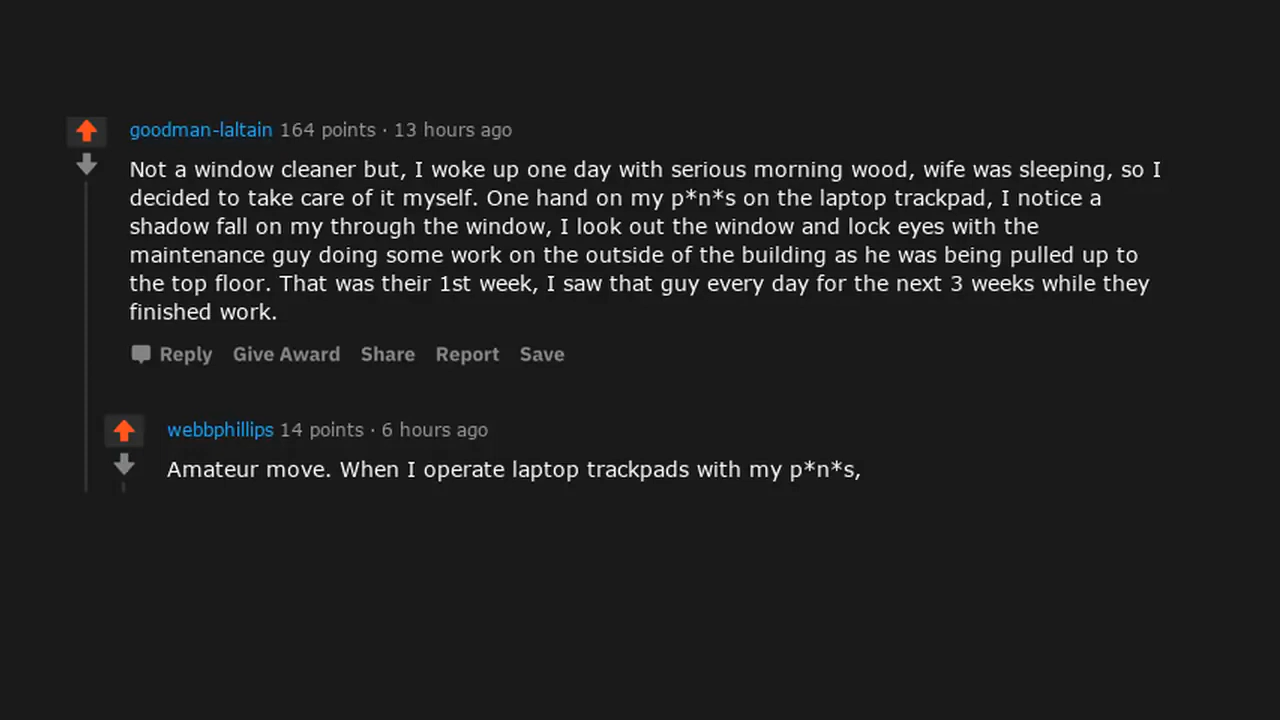 goodman-laltain 164 points · 13 hours ago
Not a window cleaner but, I woke up one day with serious morning wood, wife was sleeping, so I
decided to take care of it myself. One hand on my p*n*s on the laptop trackpad, I notice a
shadow fall on my through the window, I look out the window and lock eyes with the
maintenance guy doing some work on the outside of the building as he was being pulled up to
the top floor. That was their 1st week, I saw that guy every day for the next 3 weeks while they
finished work.
Reply Give Award Share Report Save
webbphillips 14 points · 6 hours ago
Amateur move. When I operate laptop trackpads with my p*n*s,